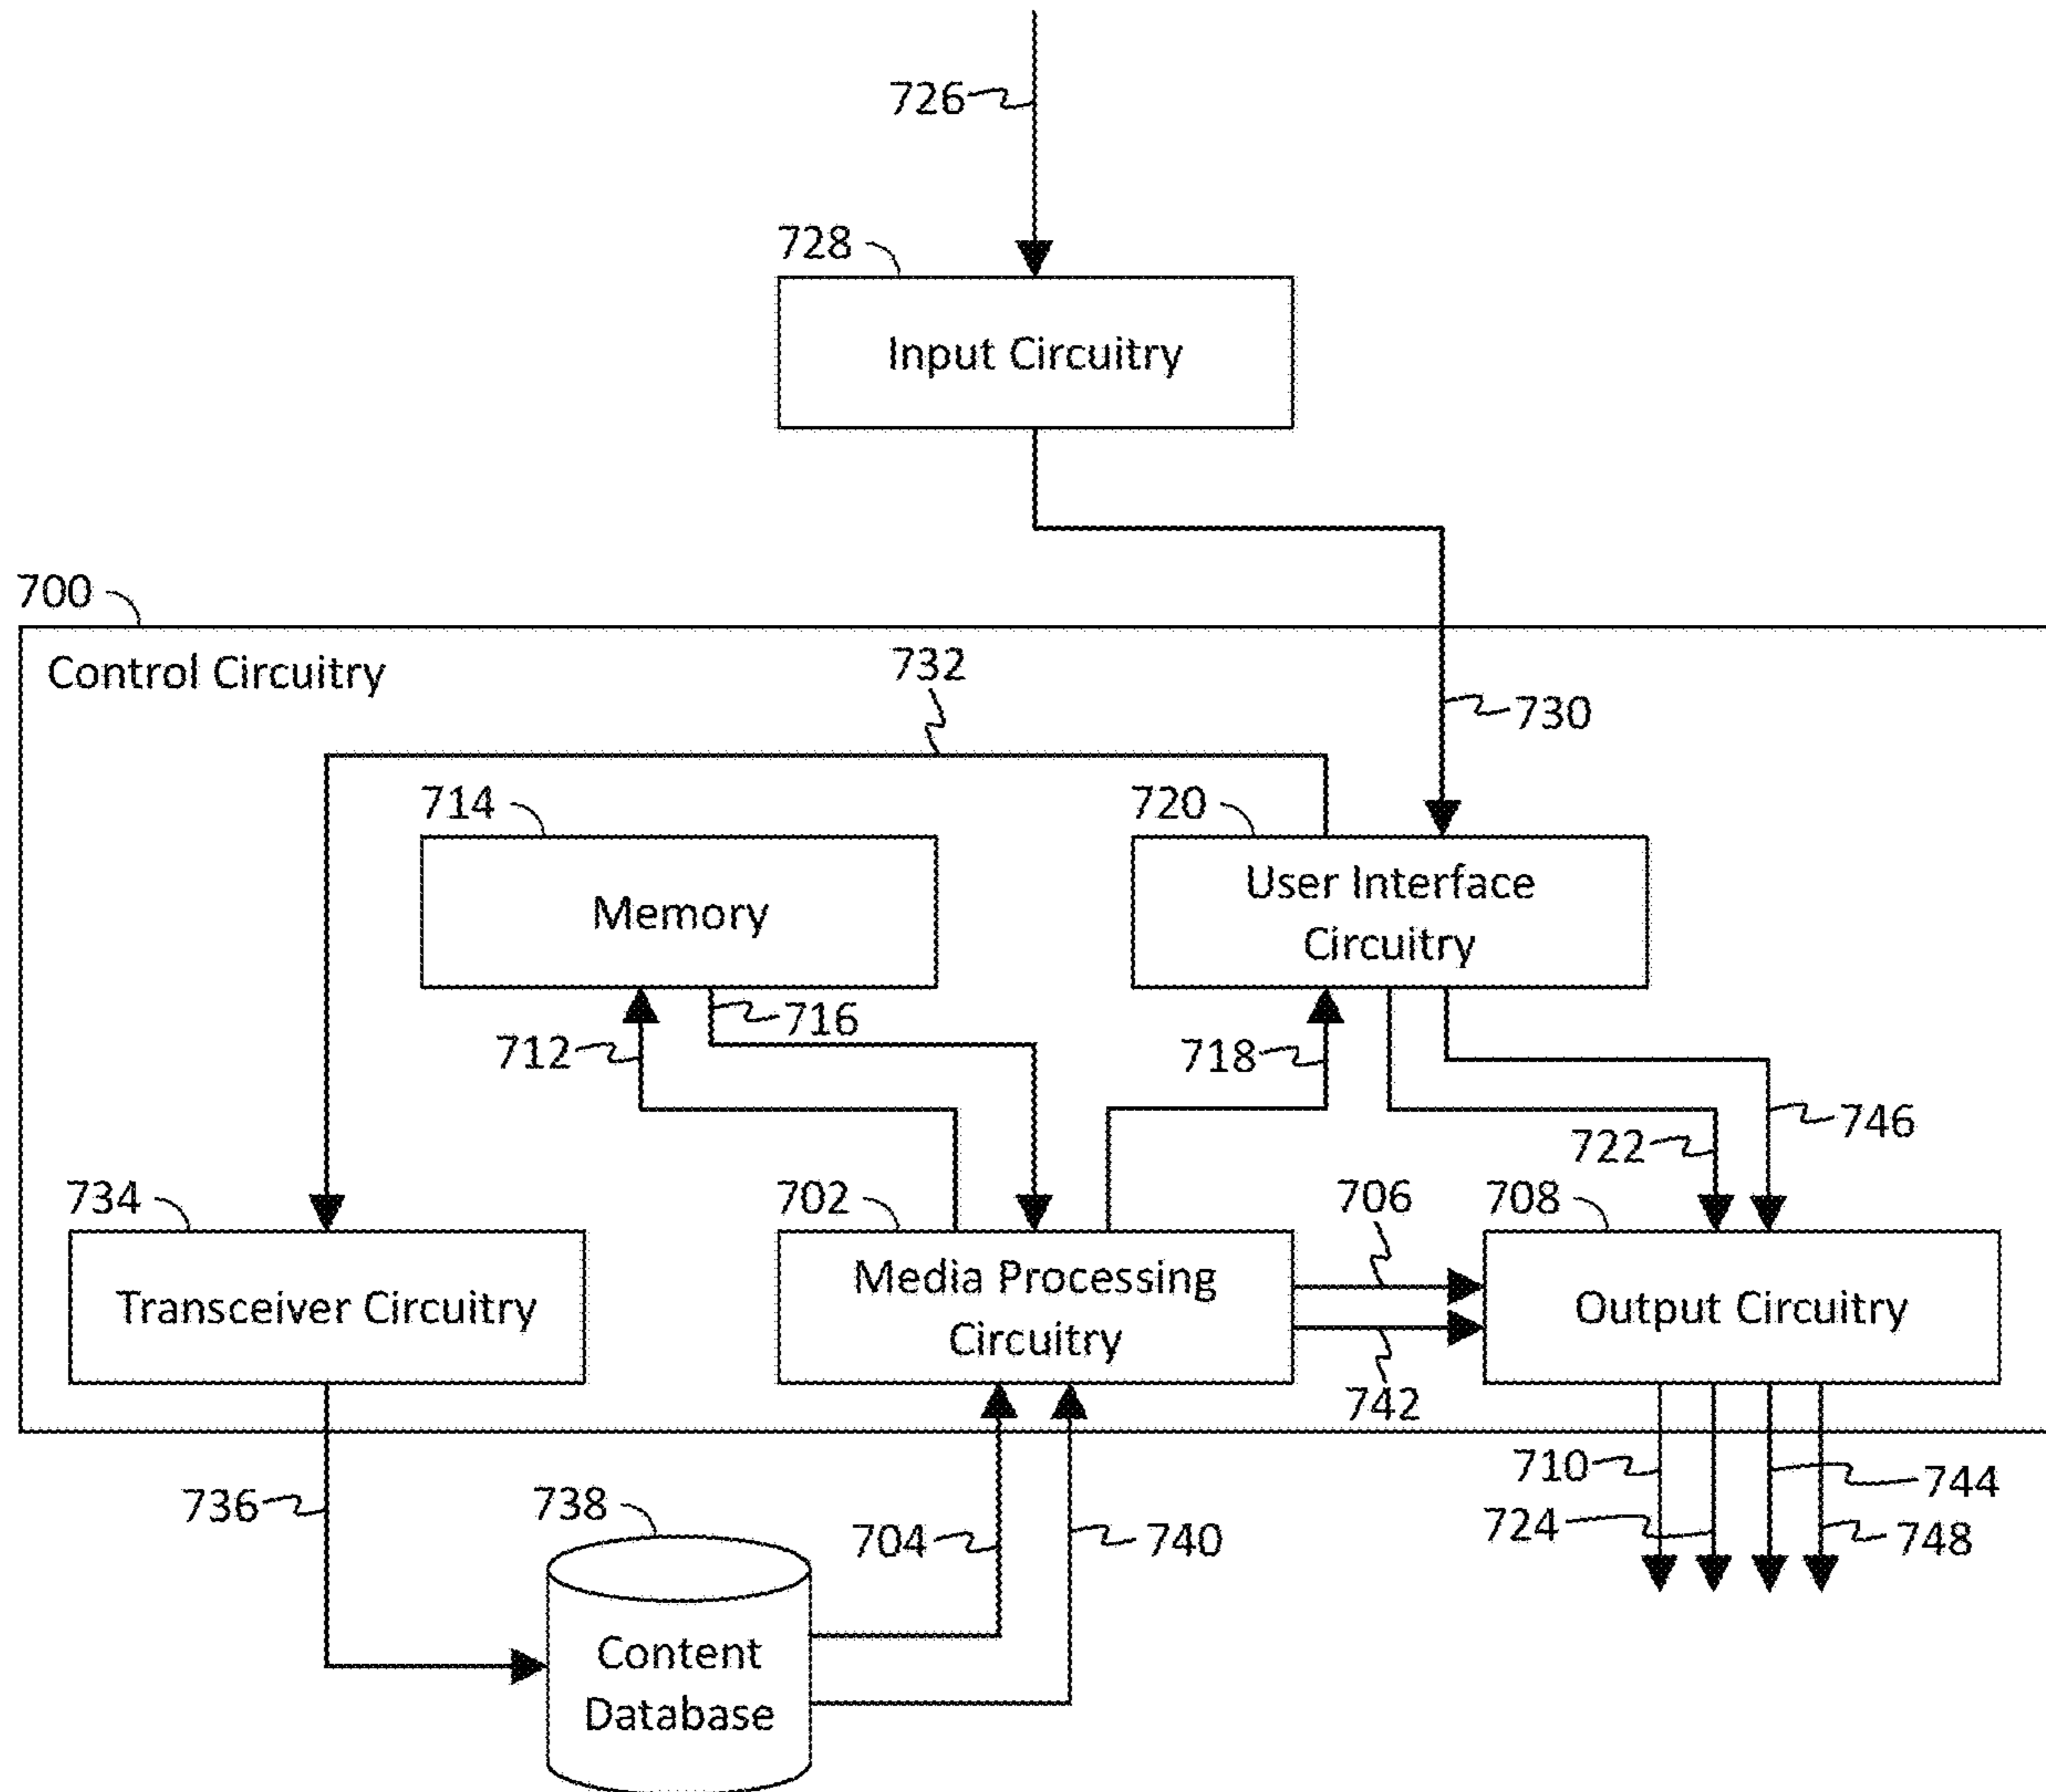 726
728
Input Circuitry
700
Control Circuitry
732
730
714
720
Memory
User Interface
Circuitry
716
712
718
746
722
734
702
706
708
Transceiver Circuitry
Media Processing
Circuitry
Output Circuitry
742
710
744
736
738
704
740
724
748
Content
Database